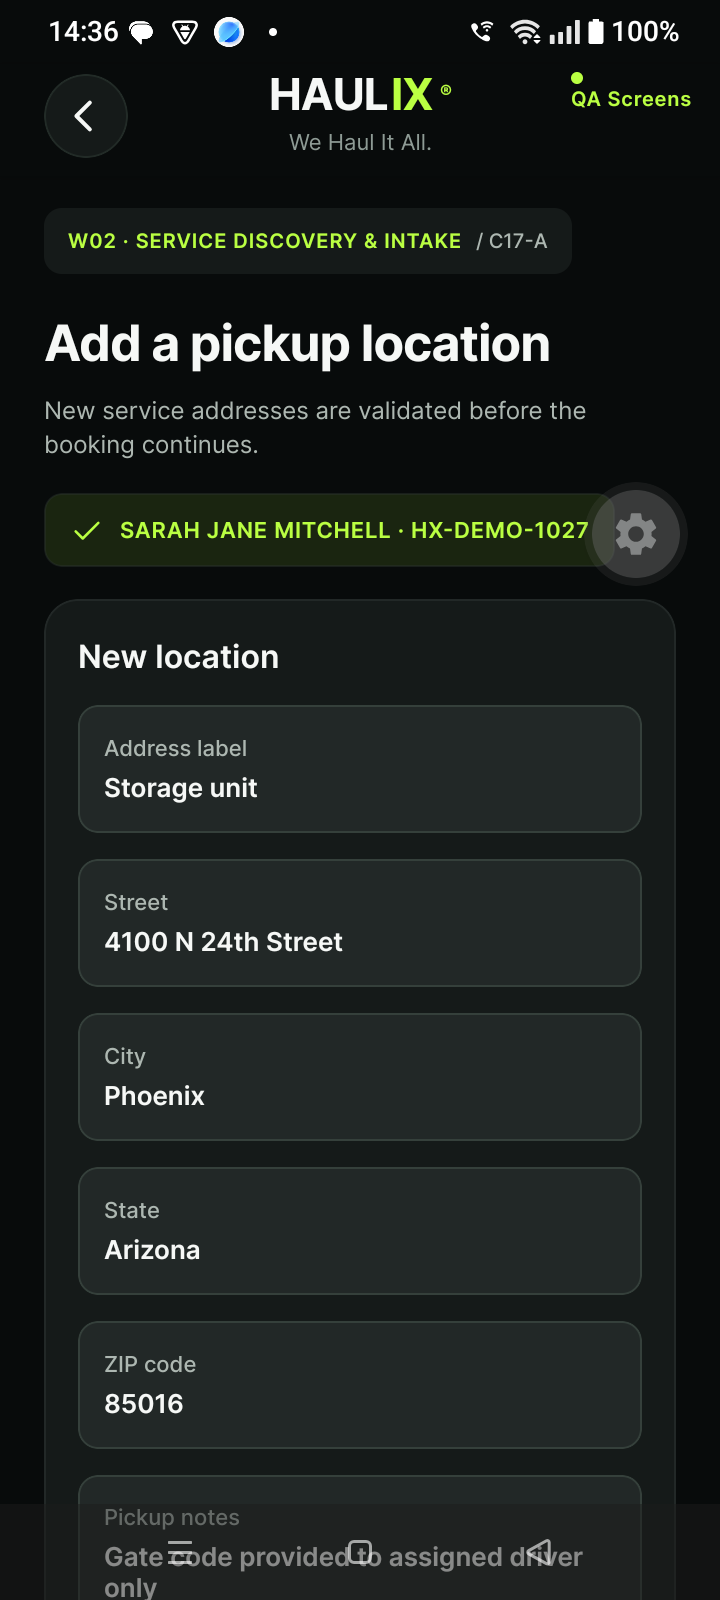 14:36
100%
HAULIX ®
We Haul It All.
QA Screens
W02 · SERVICE DISCOVERY & INTAKE / C17-A
Add a pickup location
New service addresses are validated before the
booking continues.
SARAH JANE MITCHELL · HX-DEMO-1027
New location
Address label
Storage unit
Street
4100 N 24th Street
City
Phoenix
State
Arizona
ZIP code
85016
Pickup notes
Gate code provided to assigned driver
only